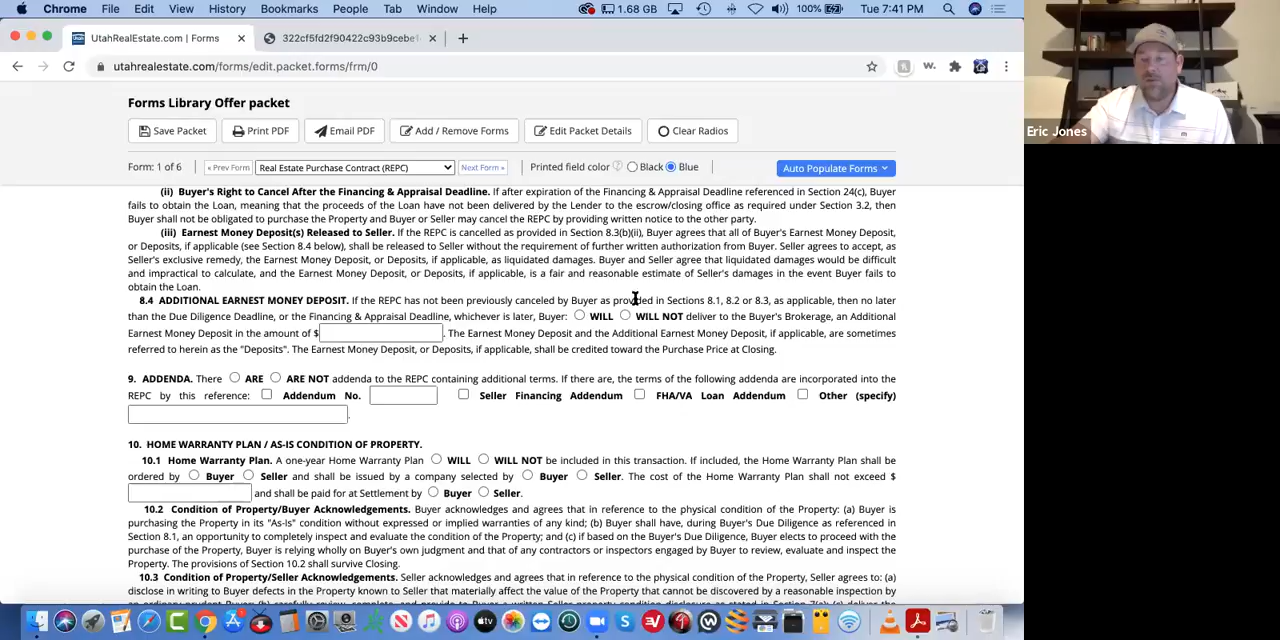 Chrome File Edit View History Bookmarks People Tab Window Help 1.68 GB 100% Tue 7:41 PM
UtahRealEstate.com | Forms 322cf5fd2f90422c93b9cebe
utahrealestate.com/forms/edit.packet.forms/frm/0
Eric Jones
Forms Library Offer packet
Save Packet Print PDF Email PDF Add / Remove Forms Edit Packet Details Clear Radios
Form: 1 of 6 « Prev Form Real Estate Purchase Contract (REPC) Next Form » Printed field color Black Blue Auto Populate Forms
(ii) Buyer's Right to Cancel After the Financing & Appraisal Deadline. If after expiration of the Financing & Appraisal Deadline referenced in Section 24(c), Buyer
fails to obtain the Loan, meaning that the proceeds of the Loan have not been delivered by the Lender to the escrow/closing office as required under Section 3.2, then
Buyer shall not be obligated to purchase the Property and Buyer or Seller may cancel the REPC by providing written notice to the other party.
(iii) Earnest Money Deposit(s) Released to Seller. If the REPC is cancelled as provided in Section 8.3(b)(ii), Buyer agrees that all of Buyer's Earnest Money Deposit,
or Deposits, if applicable (see Section 8.4 below), shall be released to Seller without the requirement of further written authorization from Buyer. Seller agrees to accept, as
Seller's exclusive remedy, the Earnest Money Deposit, or Deposits, if applicable, as liquidated damages. Buyer and Seller agree that liquidated damages would be difficult
and impractical to calculate, and the Earnest Money Deposit, or Deposits, if applicable, is a fair and reasonable estimate of Seller's damages in the event Buyer fails to
obtain the Loan.
8.4 ADDITIONAL EARNEST MONEY DEPOSIT. If the REPC has not been previously canceled by Buyer as provided in Sections 8.1, 8.2 or 8.3, as applicable, then no later
than the Due Diligence Deadline, or the Financing & Appraisal Deadline, whichever is later, Buyer: WILL WILL NOT deliver to the Buyer's Brokerage, an Additional
Earnest Money Deposit in the amount of $ . The Earnest Money Deposit and the Additional Earnest Money Deposit, if applicable, are sometimes
referred to herein as the "Deposits". The Earnest Money Deposit, or Deposits, if applicable, shall be credited toward the Purchase Price at Closing.
9. ADDENDA. There ARE ARE NOT addenda to the REPC containing additional terms. If there are, the terms of the following addenda are incorporated into the
REPC by this reference: Addendum No. Seller Financing Addendum FHA/VA Loan Addendum Other (specify)
.
10. HOME WARRANTY PLAN / AS-IS CONDITION OF PROPERTY.
10.1 Home Warranty Plan. A one-year Home Warranty Plan WILL WILL NOT be included in this transaction. If included, the Home Warranty Plan shall be
ordered by Buyer Seller and shall be issued by a company selected by Buyer Seller. The cost of the Home Warranty Plan shall not exceed $
and shall be paid for at Settlement by Buyer Seller.
10.2 Condition of Property/Buyer Acknowledgements. Buyer acknowledges and agrees that in reference to the physical condition of the Property: (a) Buyer is
purchasing the Property in its "As-Is" condition without expressed or implied warranties of any kind; (b) Buyer shall have, during Buyer's Due Diligence as referenced in
Section 8.1, an opportunity to completely inspect and evaluate the condition of the Property; and (c) if based on the Buyer's Due Diligence, Buyer elects to proceed with the
purchase of the Property, Buyer is relying wholly on Buyer's own judgment and that of any contractors or inspectors engaged by Buyer to review, evaluate and inspect the
Property. The provisions of Section 10.2 shall survive Closing.
10.3 Condition of Property/Seller Acknowledgements. Seller acknowledges and agrees that in reference to the physical condition of the Property, Seller agrees to: (a)
disclose in writing to Buyer defects in the Property known to Seller that materially affect the value of the Property that cannot be discovered by a reasonable inspection by